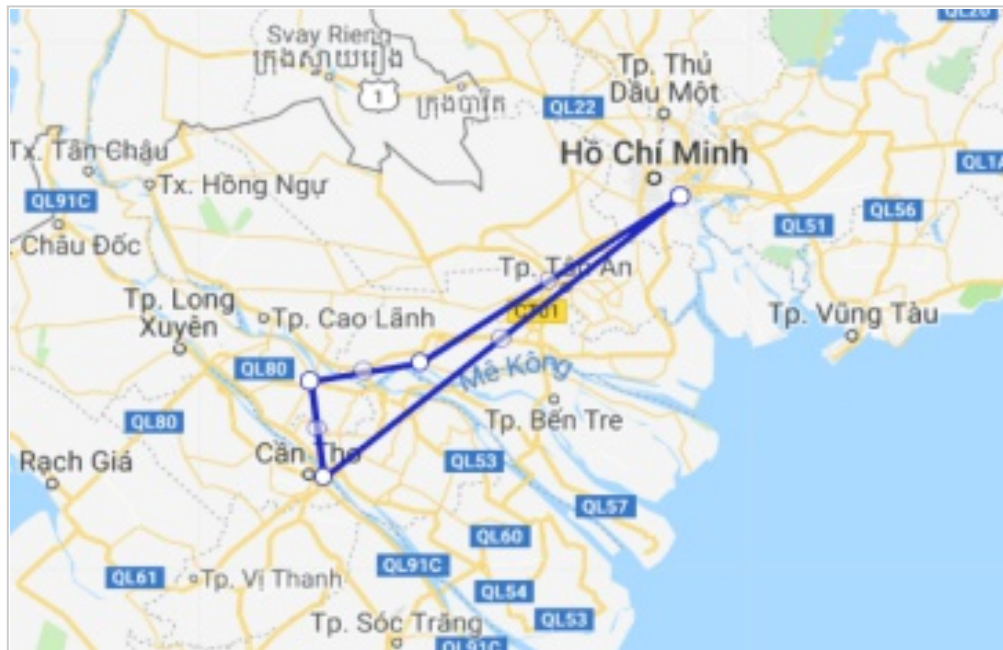 QL20
Svay Rieng
ក្រុងស្វាយរៀង
1
ក្រុងបាវិត
QL22
Tp. Thủ
Dầu Một
Hồ Chí Minh
Tx. Tân Châu
Tx. Hồng Ngự
QL1A
QL91C
QL51
QL56
Châu Đốc
Tp. Tân An
Tp. Long
Xuyên
Tp. Cao Lãnh
CT01
Tp. Vũng Tàu
QL80
Mê Kông
Tp. Bến Tre
QL80
Cần Thơ
QL53
Rạch Giá
QL57
QL60
QL91C
QL61
Tp. Vị Thanh
QL54
QL53
Tp. Sóc Trăng
QL91C